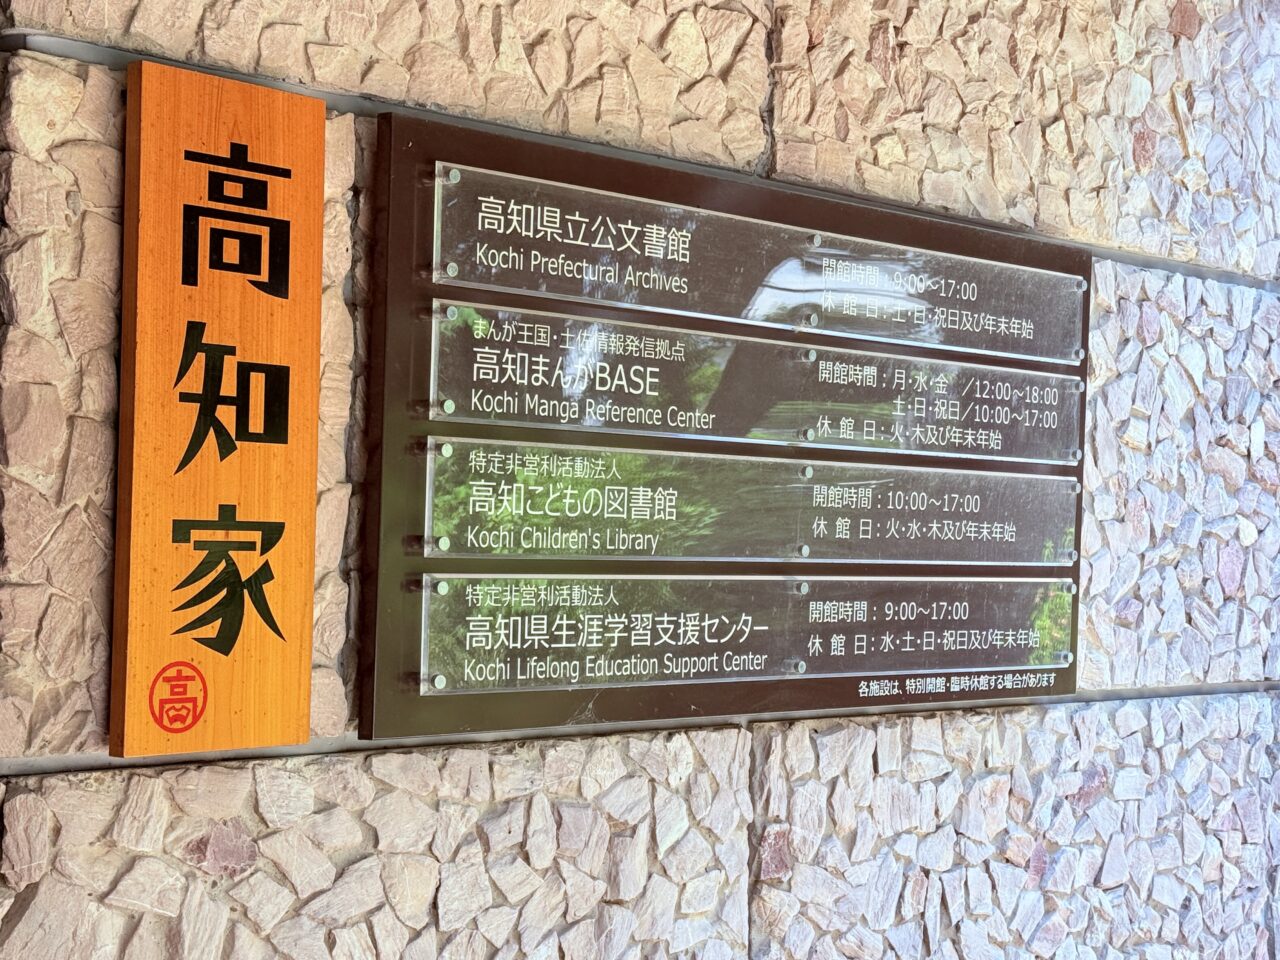 高知家
高
高知県立公文書館
Kochi Prefectural Archives
開館時間：9:00～17:00
休館日：土・日・祝日及び年末年始
まんが王国・土佐情報発信拠点
高知まんがBASE
Kochi Manga Reference Center
開館時間：月・水・金　／12:00～18:00
土・日・祝日／10:00～17:00
休館日：火・木及び年末年始
特定非営利活動法人
高知こどもの図書館
Kochi Children's Library
開館時間：10:00～17:00
休館日：火・水・木及び年末年始
特定非営利活動法人
高知県生涯学習支援センター
Kochi Lifelong Education Support Center
開館時間：9:00～17:00
休館日：水・土・日・祝日及び年末年始
各施設は、特別開館・臨時休館する場合があります